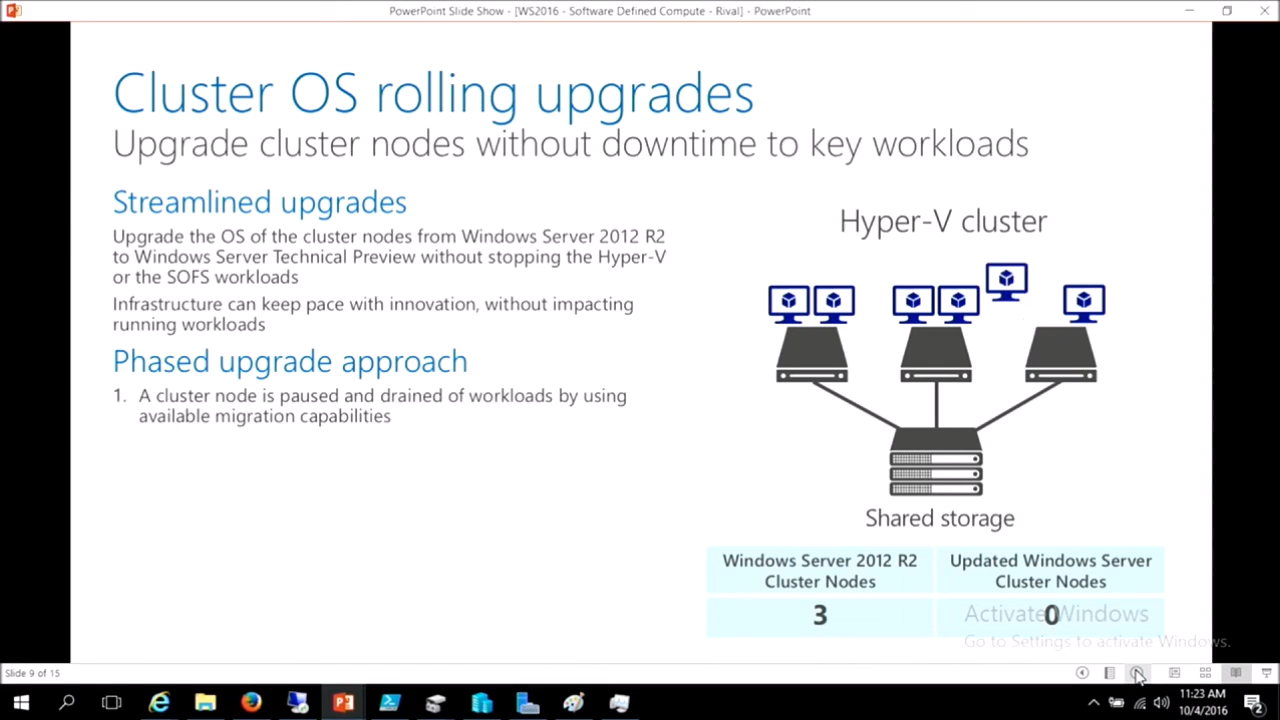 PowerPoint Slide Show - [WS2016 - Software Defined Compute - Rival] - PowerPoint
Cluster OS rolling upgrades
Upgrade cluster nodes without downtime to key workloads
Streamlined upgrades
Upgrade the OS of the cluster nodes from Windows Server 2012 R2
to Windows Server Technical Preview without stopping the Hyper-V
or the SOFS workloads
Infrastructure can keep pace with innovation, without impacting
running workloads
Phased upgrade approach
1. A cluster node is paused and drained of workloads by using
available migration capabilities
Hyper-V cluster
Shared storage
Windows Server 2012 R2
Cluster Nodes
Updated Windows Server
Cluster Nodes
3
0
Activate Windows
Go to Settings to activate Windows.
Slide 9 of 15
11:23 AM
10/4/2016
2